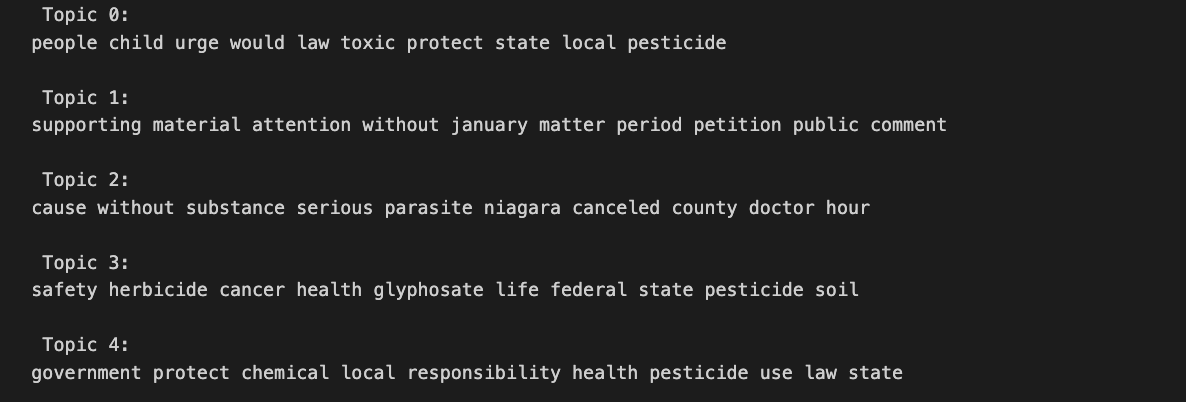 Topic 0:
people child urge would law toxic protect state local pesticide
Topic 1:
supporting material attention without january matter period petition public comment
Topic 2:
cause without substance serious parasite niagara canceled county doctor hour
Topic 3:
safety herbicide cancer health glyphosate life federal state pesticide soil
Topic 4:
government protect chemical local responsibility health pesticide use law state